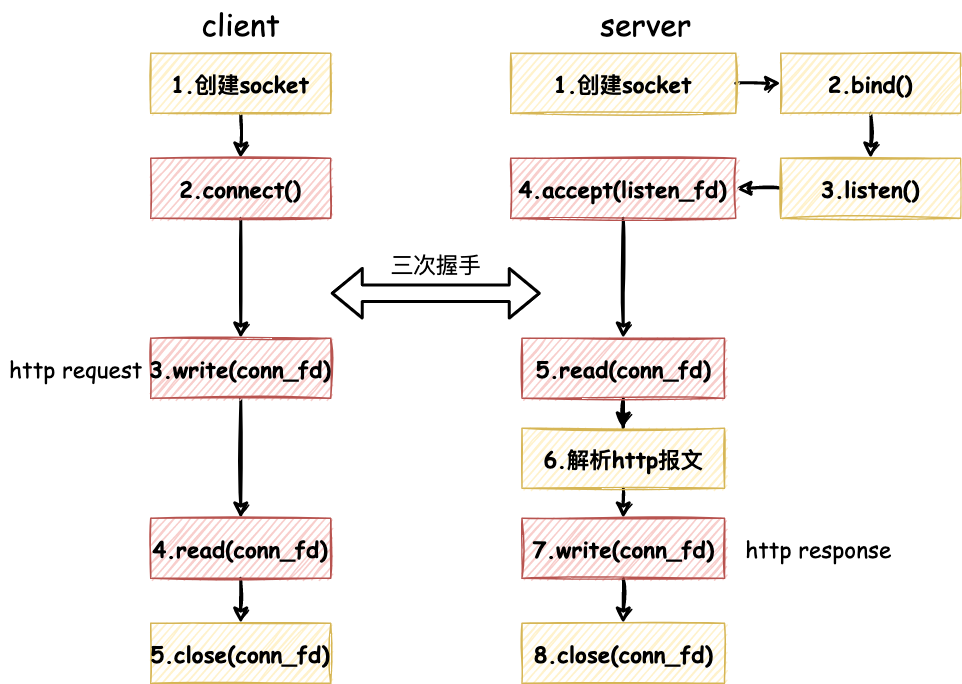 client
server
1.创建socket
1.创建socket
2.bind()
2.connect()
4.accept(listen_fd)
3.listen()
三次握手
http request
3.write(conn_fd)
5.read(conn_fd)
6.解析http报文
4.read(conn_fd)
7.write(conn_fd)
http response
5.close(conn_fd)
8.close(conn_fd)